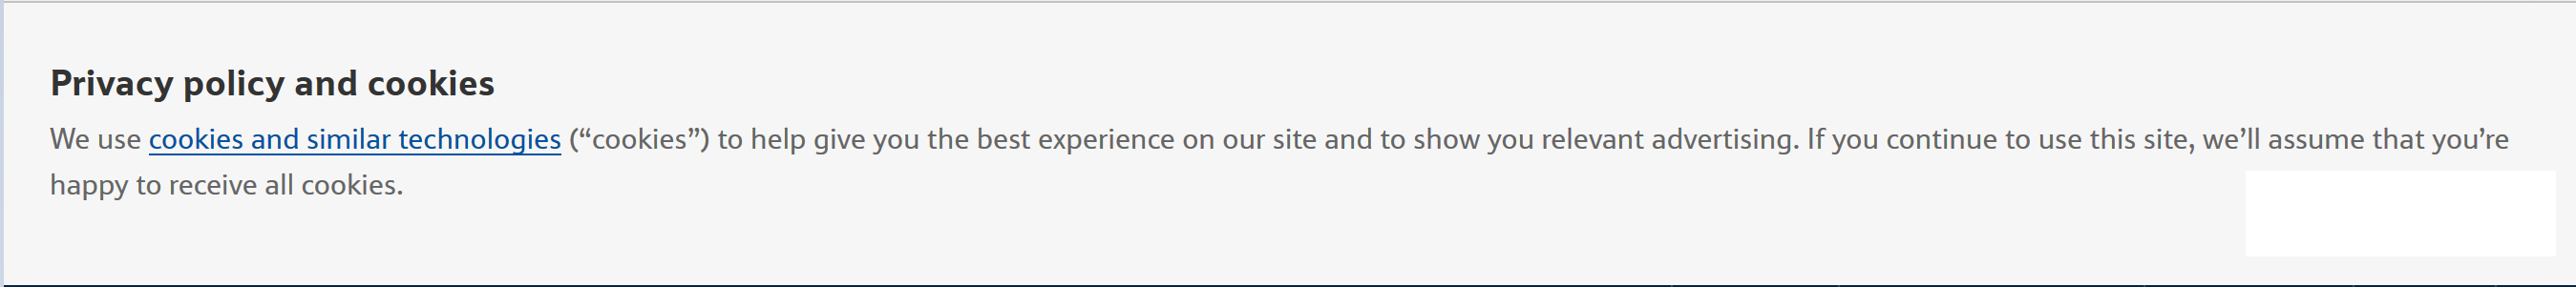 Privacy policy and cookies
We use cookies and similar technologies (“cookies”) to help give you the best experience on our site and to show you relevant advertising. If you continue to use this site, we’ll assume that you’re
happy to receive all cookies.